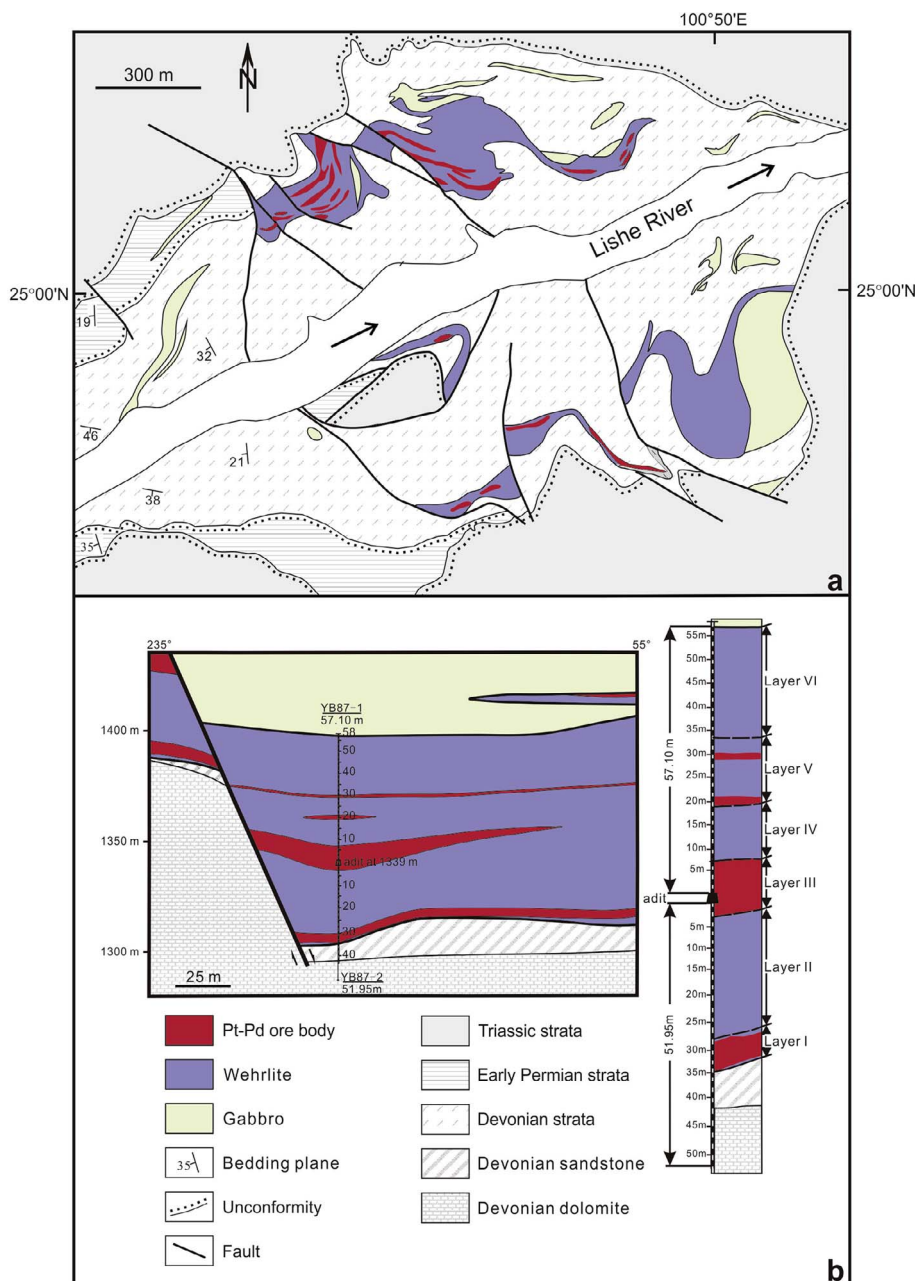 100°50'E
300 m
N
Lishe River
25°00'N
25°00'N
19
32
46
21
38
35
a
235°
55°
YB87-1
57.10 m
58
50
40
30
20
10
adit at 1339 m
10
20
30
40
YB87-2
51.95m
1400 m
1350 m
1300 m
25 m
55m
50m
45m
40m
35m
30m
25m
20m
15m
10m
5m
adit
5m
10m
15m
20m
25m
30m
35m
40m
45m
50m
57.10 m
51.95m
Layer VI
Layer V
Layer IV
Layer III
Layer II
Layer I
Pt-Pd ore body
Wehrlite
Gabbro
35
Bedding plane
Unconformity
Fault
Triassic strata
Early Permian strata
Devonian strata
Devonian sandstone
Devonian dolomite
b